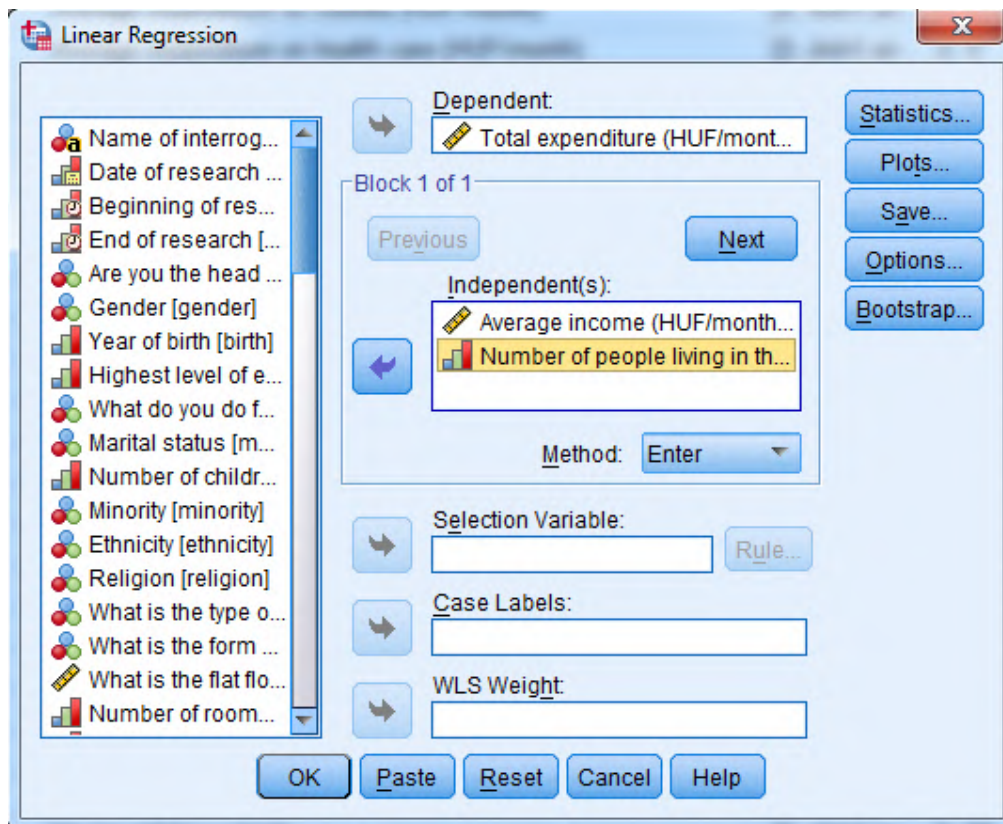 Linear Regression
Name of interrog...
Date of research ...
Beginning of res...
End of research [...
Are you the head ...
Gender [gender]
Year of birth [birth]
Highest level of e...
What do you do f...
Marital status [m...
Number of childr...
Minority [minority]
Ethnicity [ethnicity]
Religion [religion]
What is the type o...
What is the form ...
What is the flat flo...
Number of room...
Dependent:
Total expenditure (HUF/mont...
Block 1 of 1
Previous
Next
Independent(s):
Average income (HUF/month...
Number of people living in th...
Method:
Enter
Selection Variable:
Rule...
Case Labels:
WLS Weight:
Statistics...
Plots...
Save...
Options...
Bootstrap...
OK
Paste
Reset
Cancel
Help